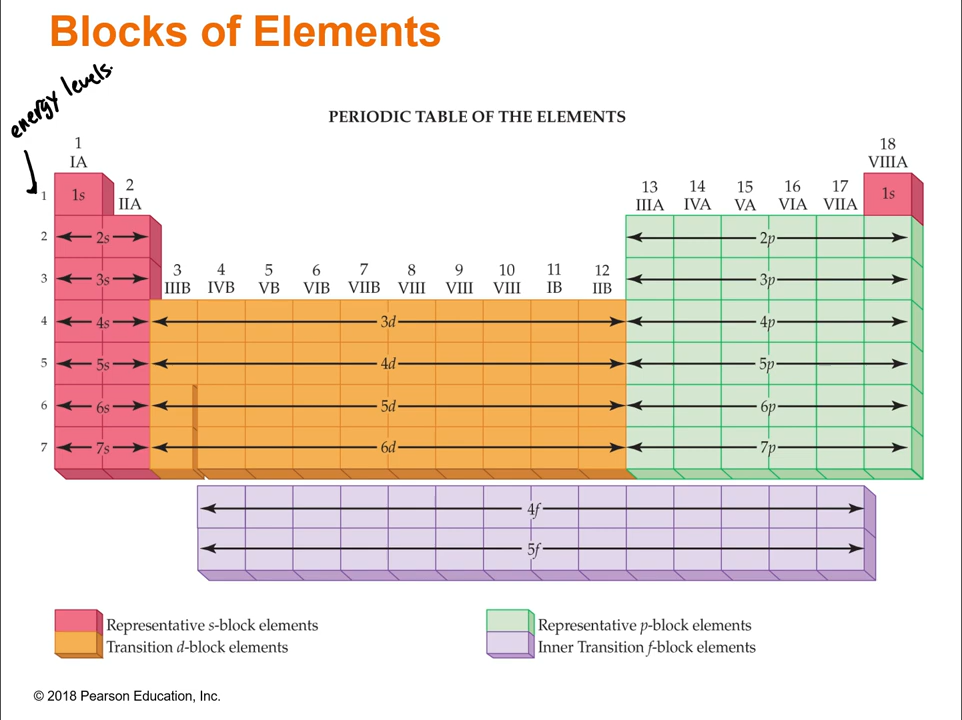 Blocks of Elements
energy levels.
PERIODIC TABLE OF THE ELEMENTS
1 18
IA VIIIA
1 1s 2 13 14 15 16 17 1s
IIA IIIA IVA VA VIA VIIA
2 2s 2p
3 3s 3 4 5 6 7 8 9 10 11 12 3p
IIIB IVB VB VIB VIIB VIII VIII VIII IB IIB
4 4s 3d 4p
5 5s 4d 5p
6 6s 5d 6p
7 7s 6d 7p
4f
5f
Representative s-block elements Representative p-block elements
Transition d-block elements Inner Transition f-block elements
© 2018 Pearson Education, Inc.